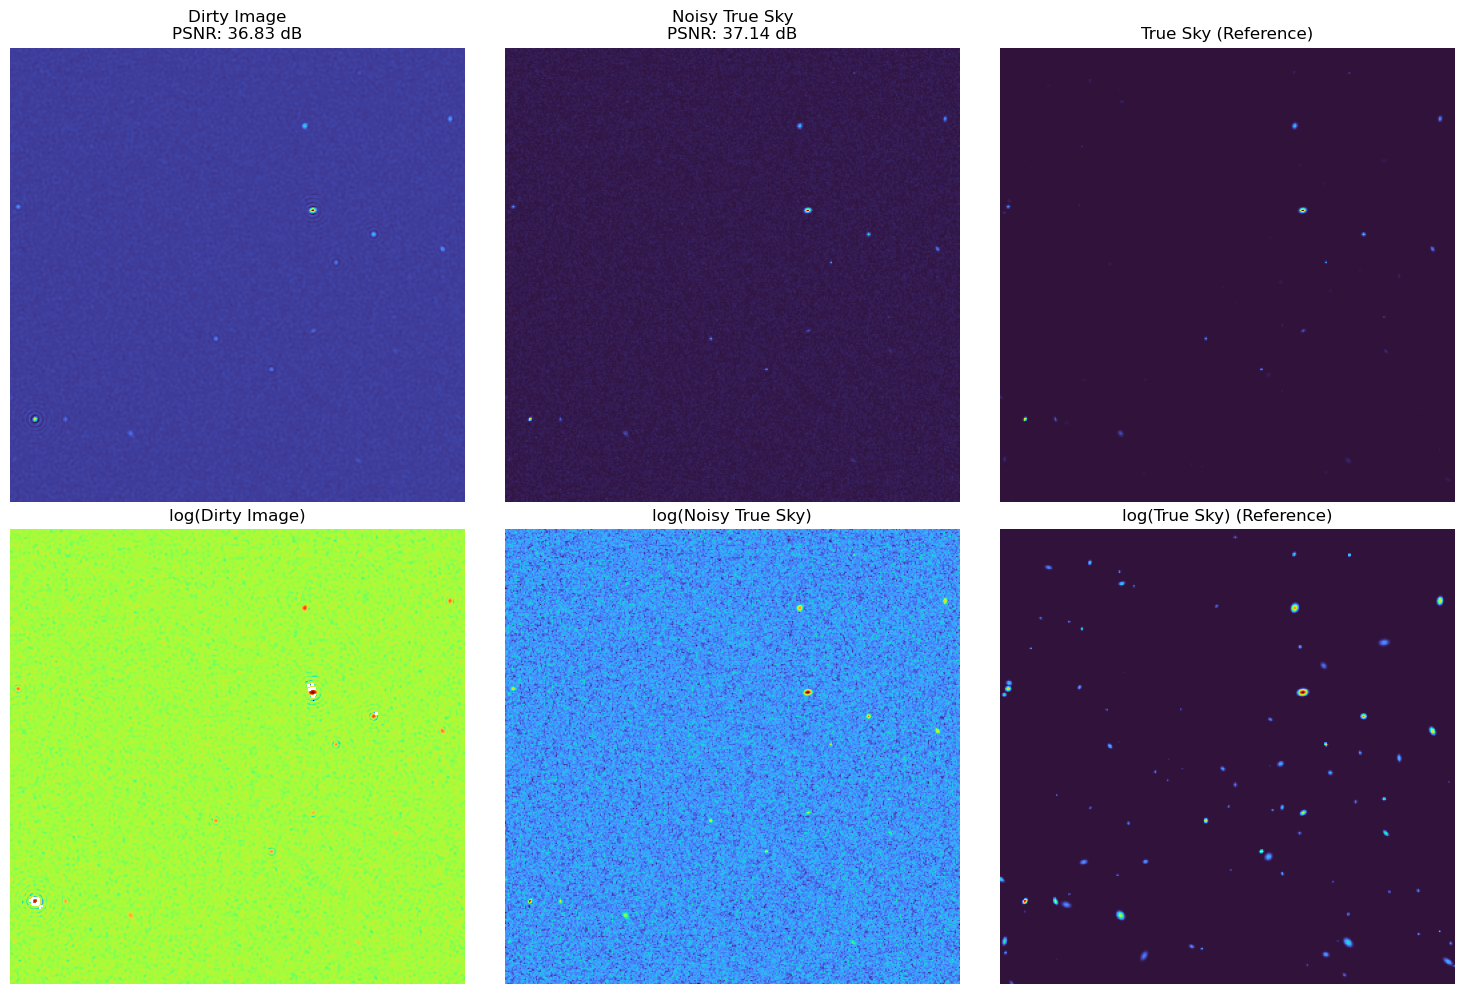 Dirty Image
PSNR: 36.83 dB
Noisy True Sky
PSNR: 37.14 dB
True Sky (Reference)
log(Dirty Image)
log(Noisy True Sky)
log(True Sky) (Reference)